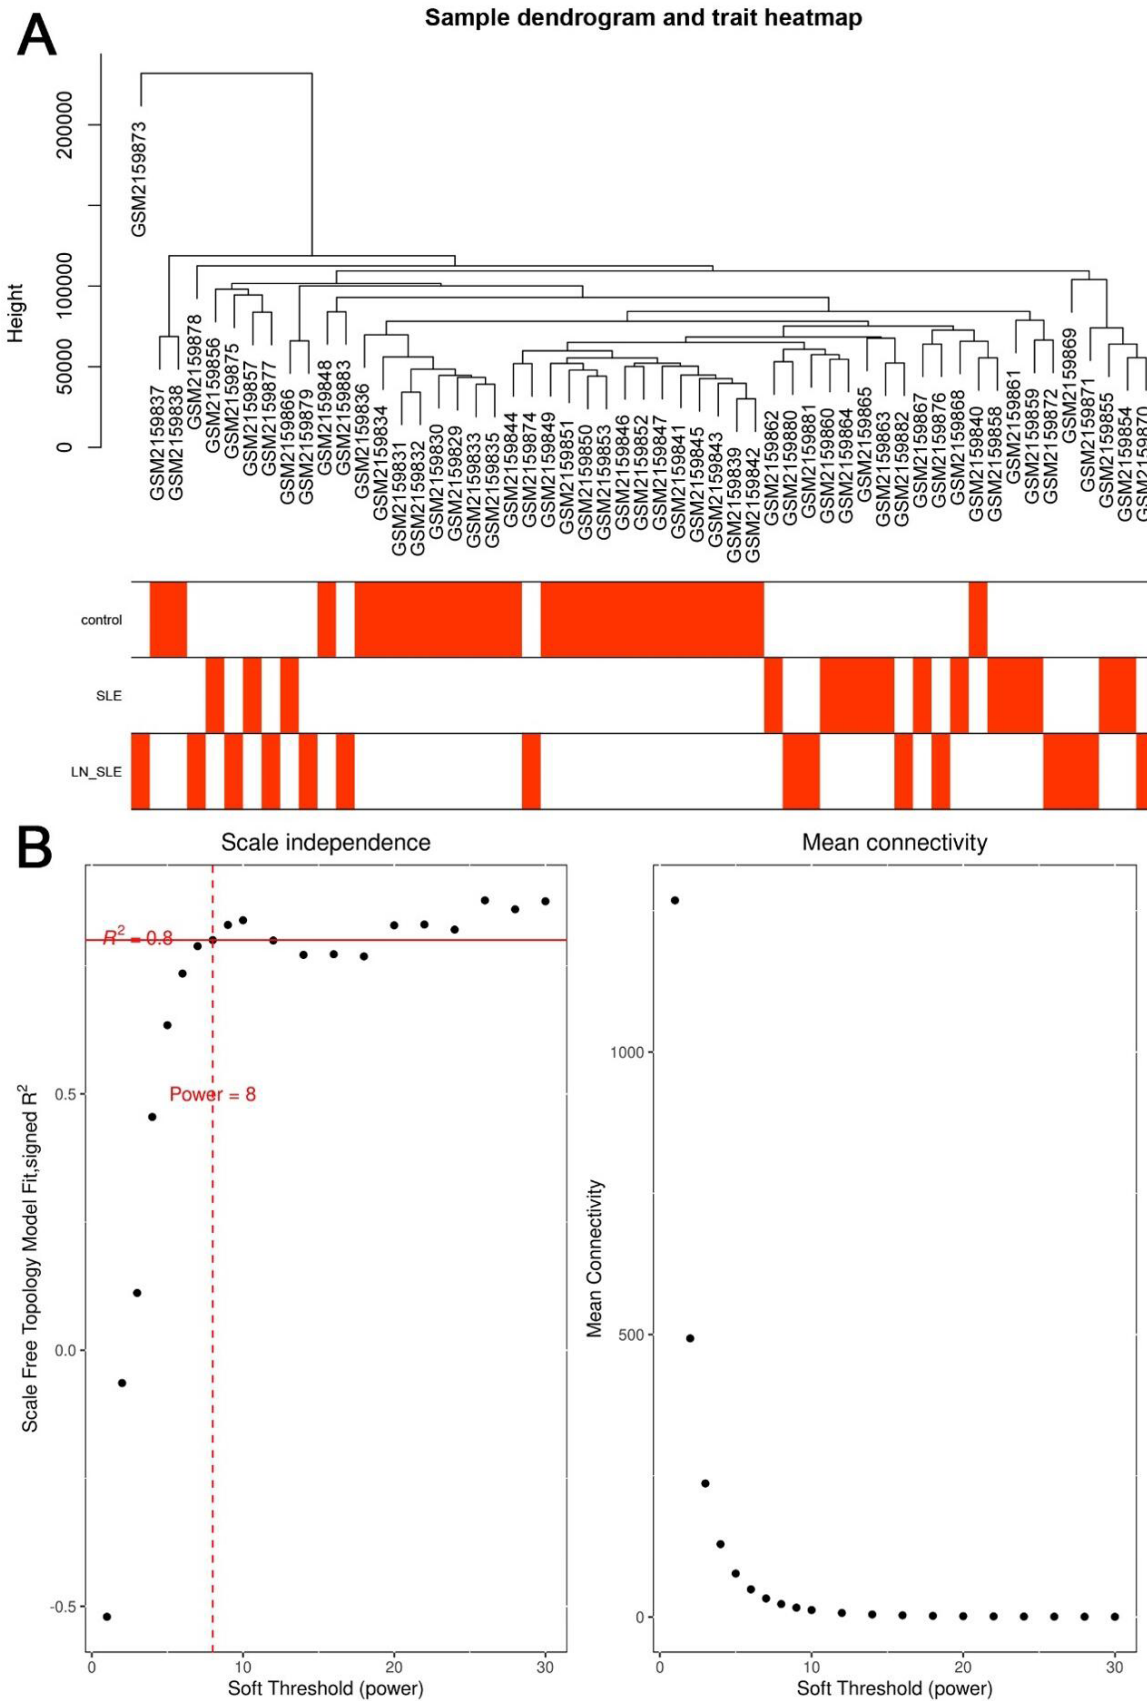 A
Sample dendrogram and trait heatmap
Height
0
50000
100000
200000
GSM2159873
GSM2159837
GSM2159838
GSM2159878
GSM2159856
GSM2159875
GSM2159857
GSM2159877
GSM2159866
GSM2159879
GSM2159848
GSM2159883
GSM2159836
GSM2159834
GSM2159831
GSM2159832
GSM2159830
GSM2159829
GSM2159833
GSM2159835
GSM2159844
GSM2159874
GSM2159849
GSM2159851
GSM2159850
GSM2159853
GSM2159846
GSM2159852
GSM2159847
GSM2159841
GSM2159845
GSM2159843
GSM2159839
GSM2159842
GSM2159862
GSM2159880
GSM2159881
GSM2159860
GSM2159864
GSM2159865
GSM2159863
GSM2159882
GSM2159867
GSM2159876
GSM2159868
GSM2159840
GSM2159858
GSM2159861
GSM2159859
GSM2159872
GSM2159869
GSM2159871
GSM2159855
GSM2159854
GSM2159870
control
SLE
LN_SLE
B
Scale independence
Scale Free Topology Model Fit,signed R²
R² = 0.8
Power = 8
0.5
0.0
-0.5
0 10 20 30
Soft Threshold (power)
Mean connectivity
Mean Connectivity
1000
500
0
0 10 20 30
Soft Threshold (power)